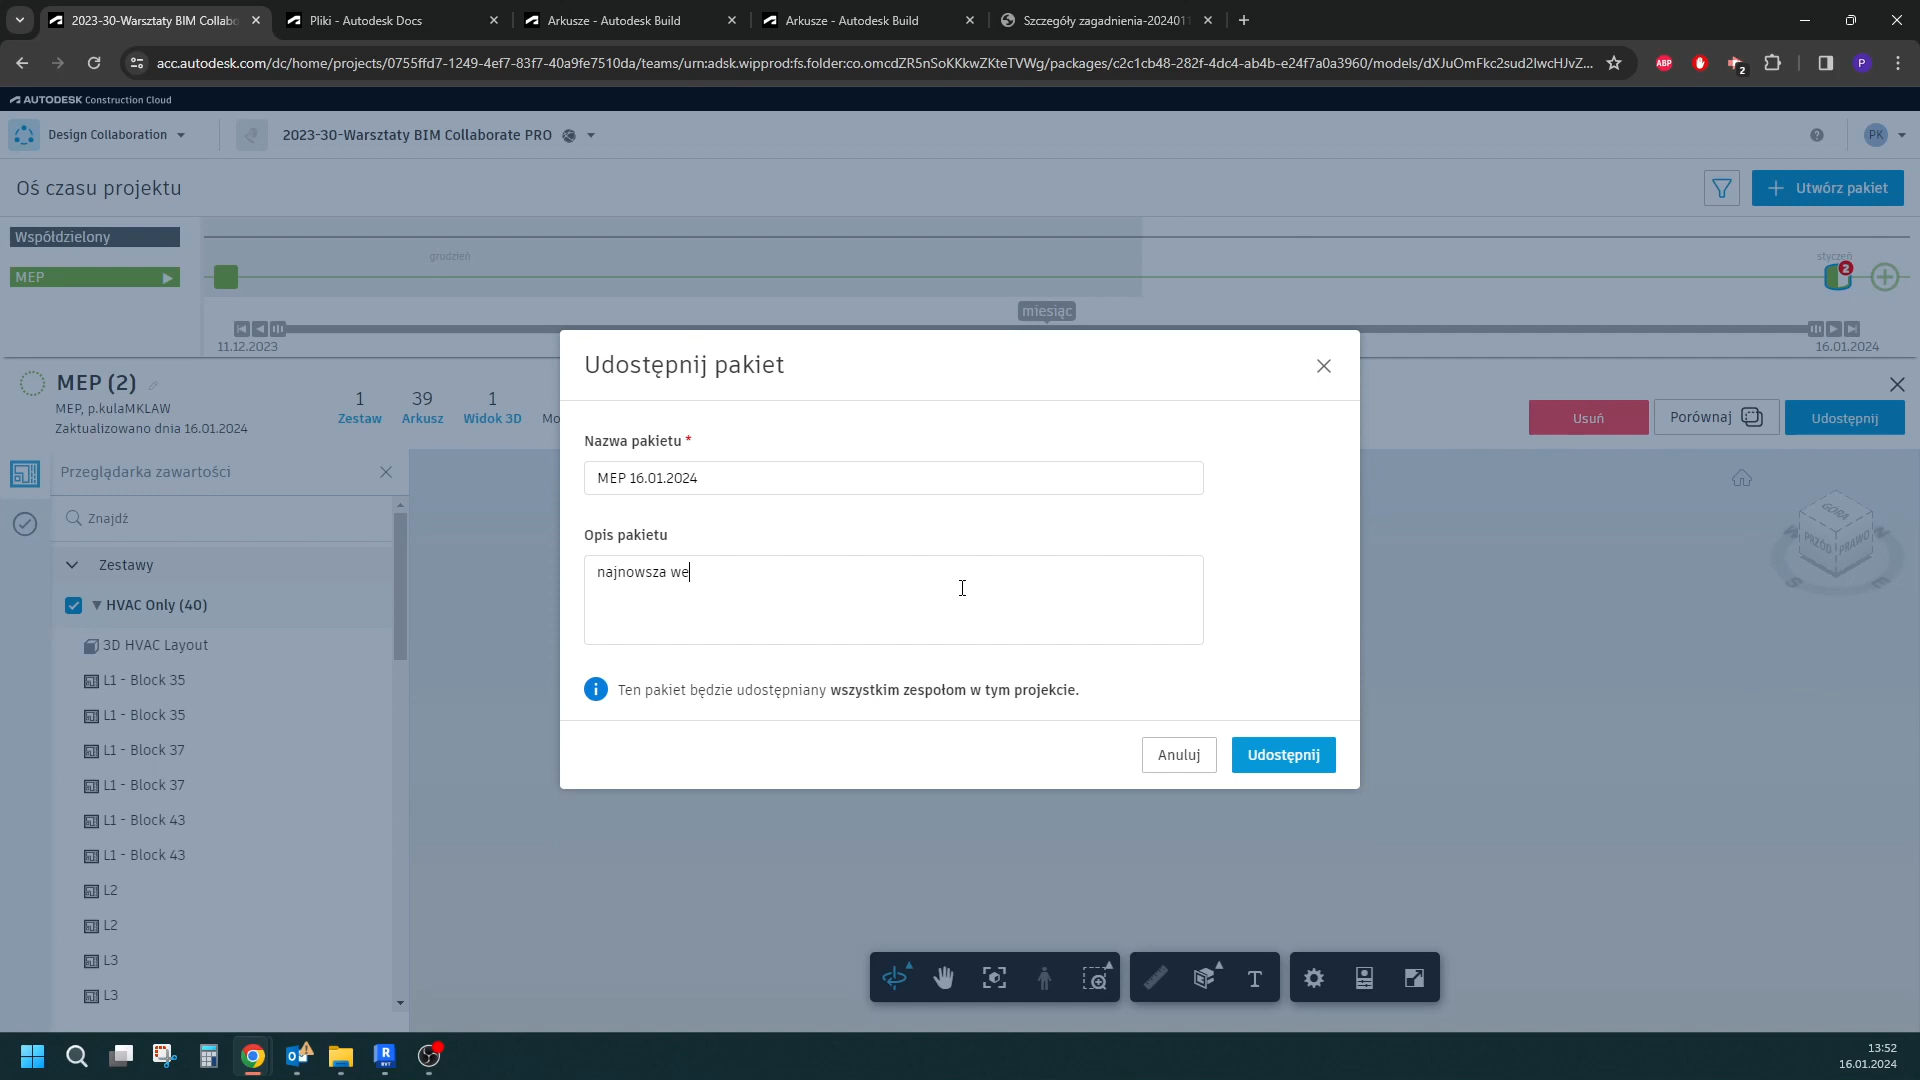 2023-30-Warsztaty BIM Collabo
Pliki - Autodesk Docs
Arkusze - Autodesk Build
Arkusze - Autodesk Build
Szczegóły zagadnienia-202401
acc.autodesk.com/dc/home/projects/0755ffd7-1249-4ef7-83f7-40a9fe7510da/teams/urn:adsk.wipprod:fs.folder:co.omcdZR5nSoKKkwZKteTVWg/packages/c2c1cb48-282f-4dc4-ab4b-e24f7a0a3960/models/dXJuOmFkc2sud2lwcHJvZ...
ABP
2
P
AUTODESK Construction Cloud
Design Collaboration
2023-30-Warsztaty BIM Collaborate PRO
PK
Oś czasu projektu
Utwórz pakiet
Współdzielony
grudzień
styczeń
MEP
2
miesiąc
11.12.2023
16.01.2024
MEP (2)
MEP, p.kulaMKLAW
Zaktualizowano dnia 16.01.2024
1
Zestaw
39
Arkusz
1
Widok 3D
Mo
Usuń
Porównaj
Udostępnij
Przeglądarka zawartości
Znajdź
Zestawy
HVAC Only (40)
3D HVAC Layout
L1 - Block 35
L1 - Block 35
L1 - Block 37
L1 - Block 37
L1 - Block 43
L1 - Block 43
L2
L2
L3
L3
Udostępnij pakiet
Nazwa pakietu *
MEP 16.01.2024
Opis pakietu
najnowsza we
Ten pakiet będzie udostępniany wszystkim zespołom w tym projekcie.
Anuluj
Udostępnij
GÓRA
PRZÓD
PRAWO
13:52
16.01.2024